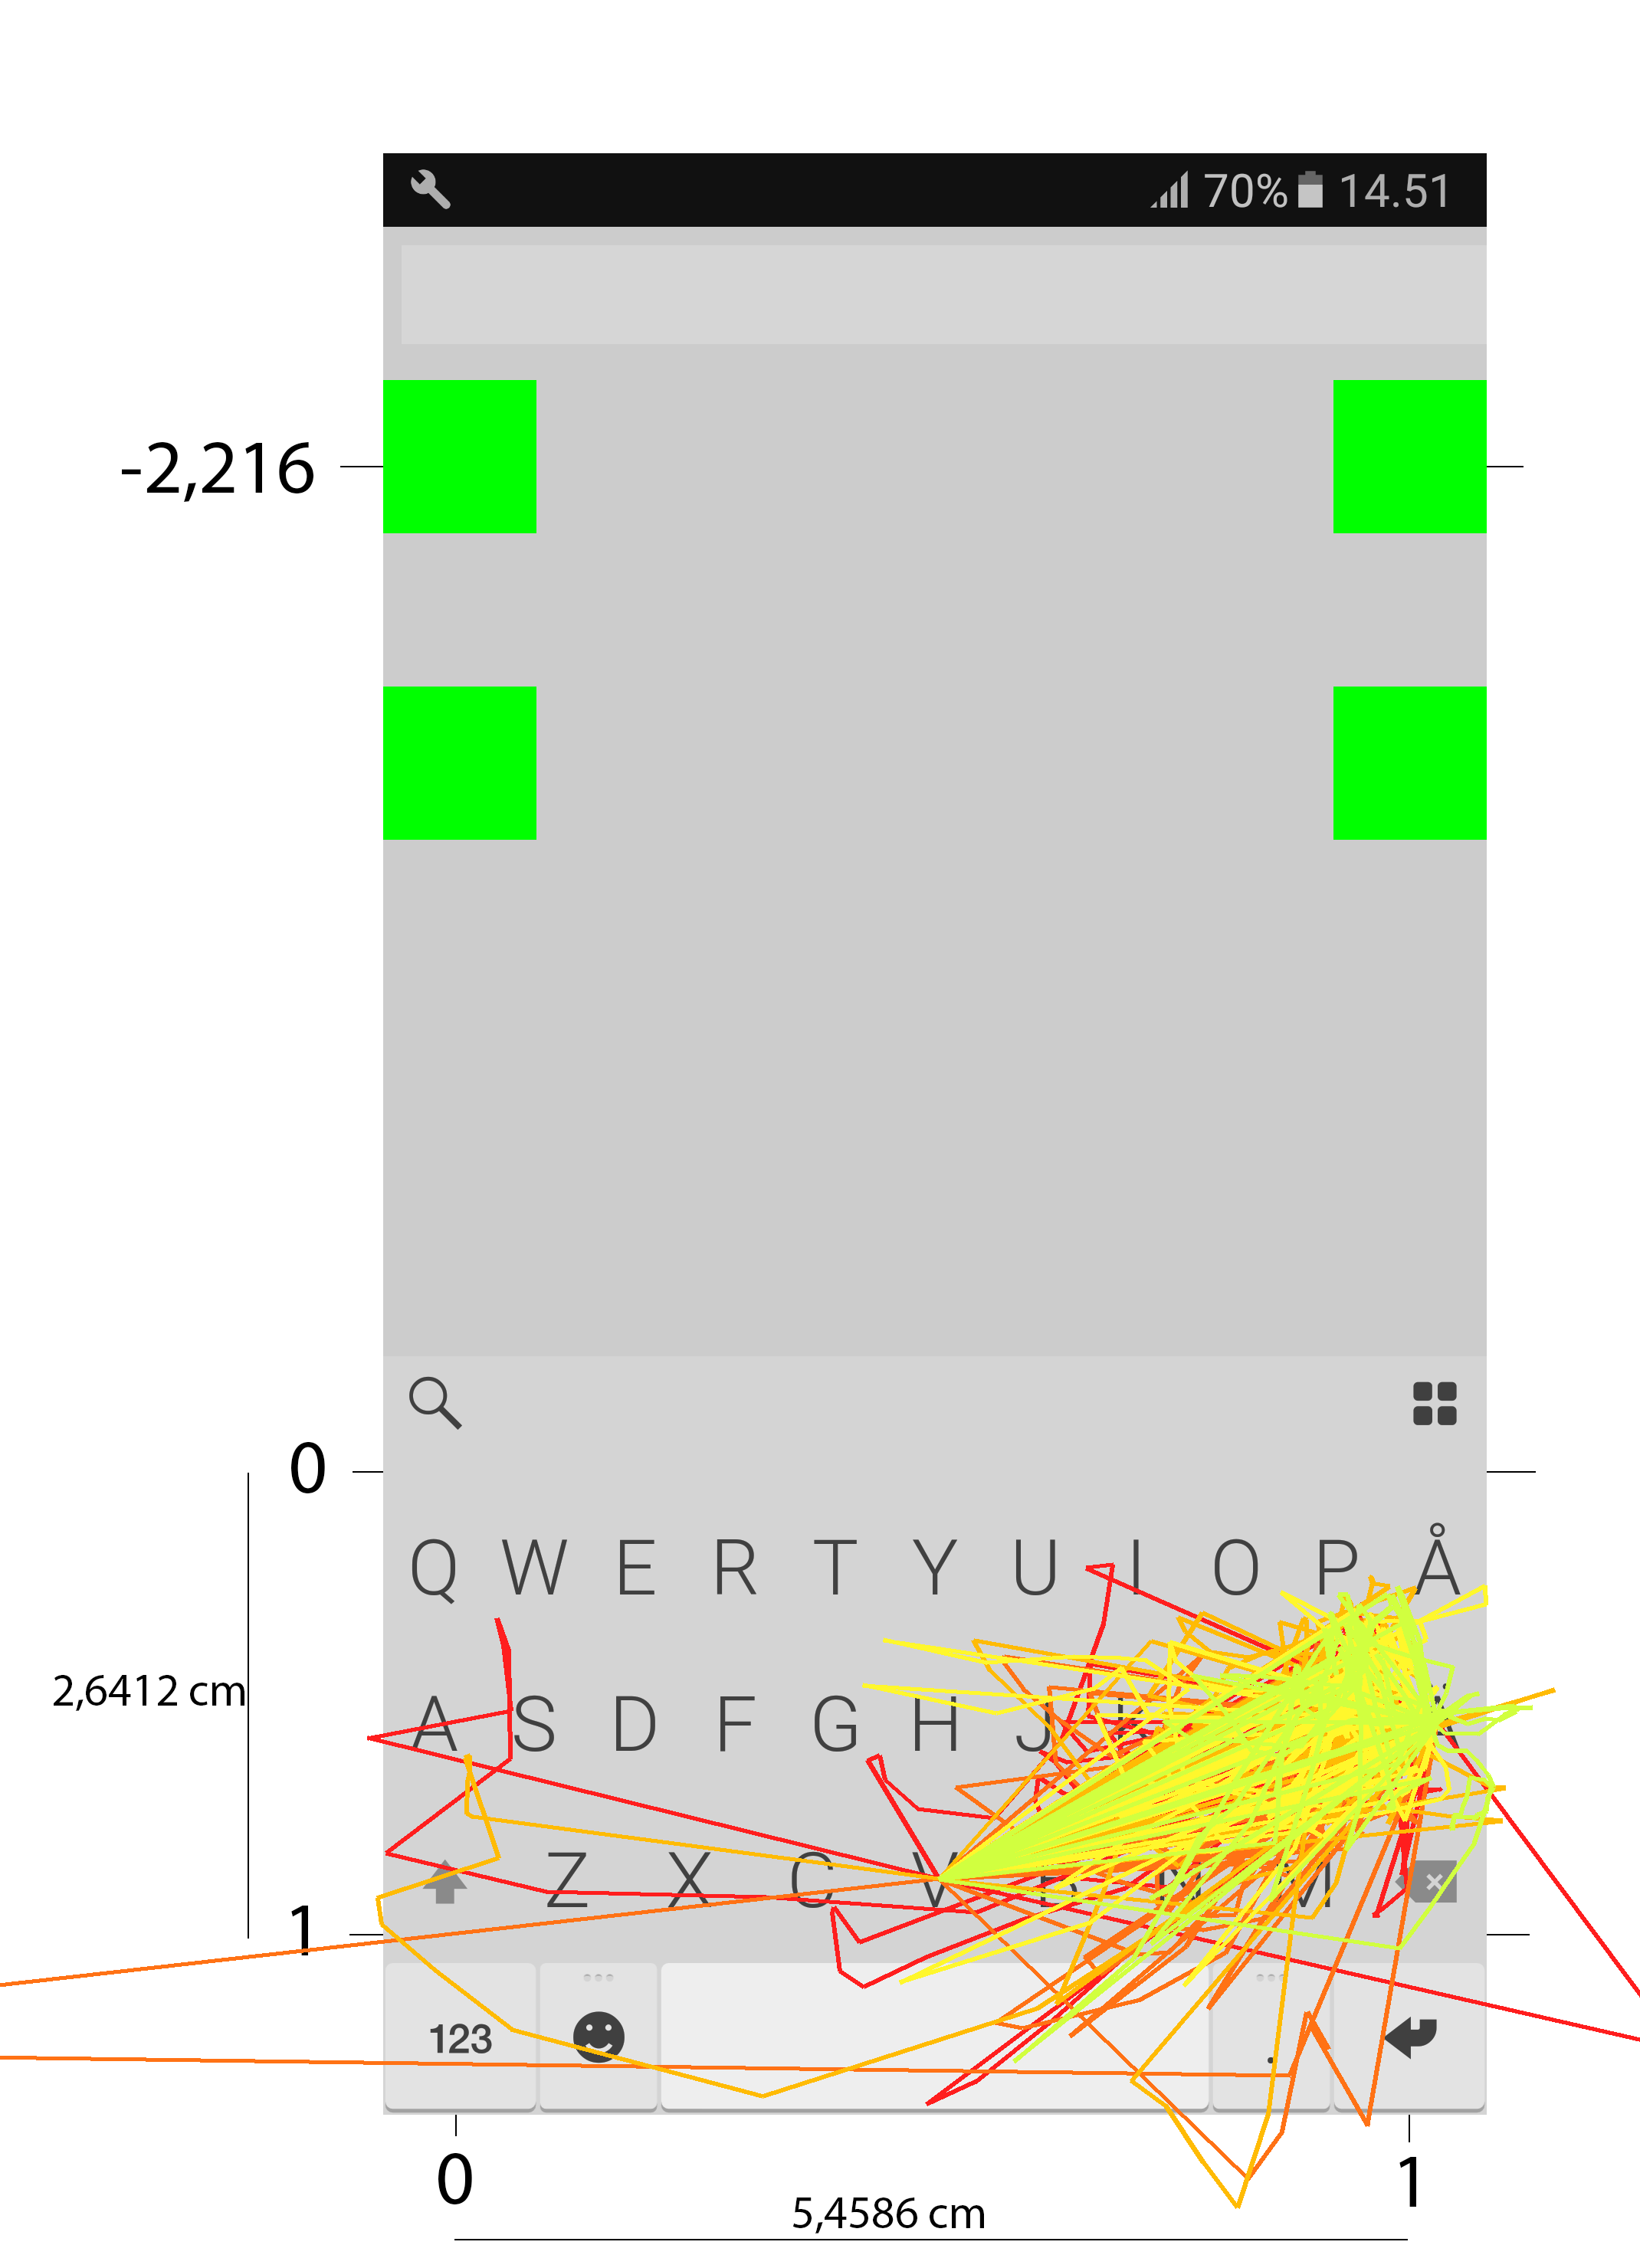 70% 14.51
-2,216
0
Q W E R T Y U I O P Å
2,6412 cm
A S D F G H J
Z X C V B N M
1
123
.
0 1
5,4586 cm